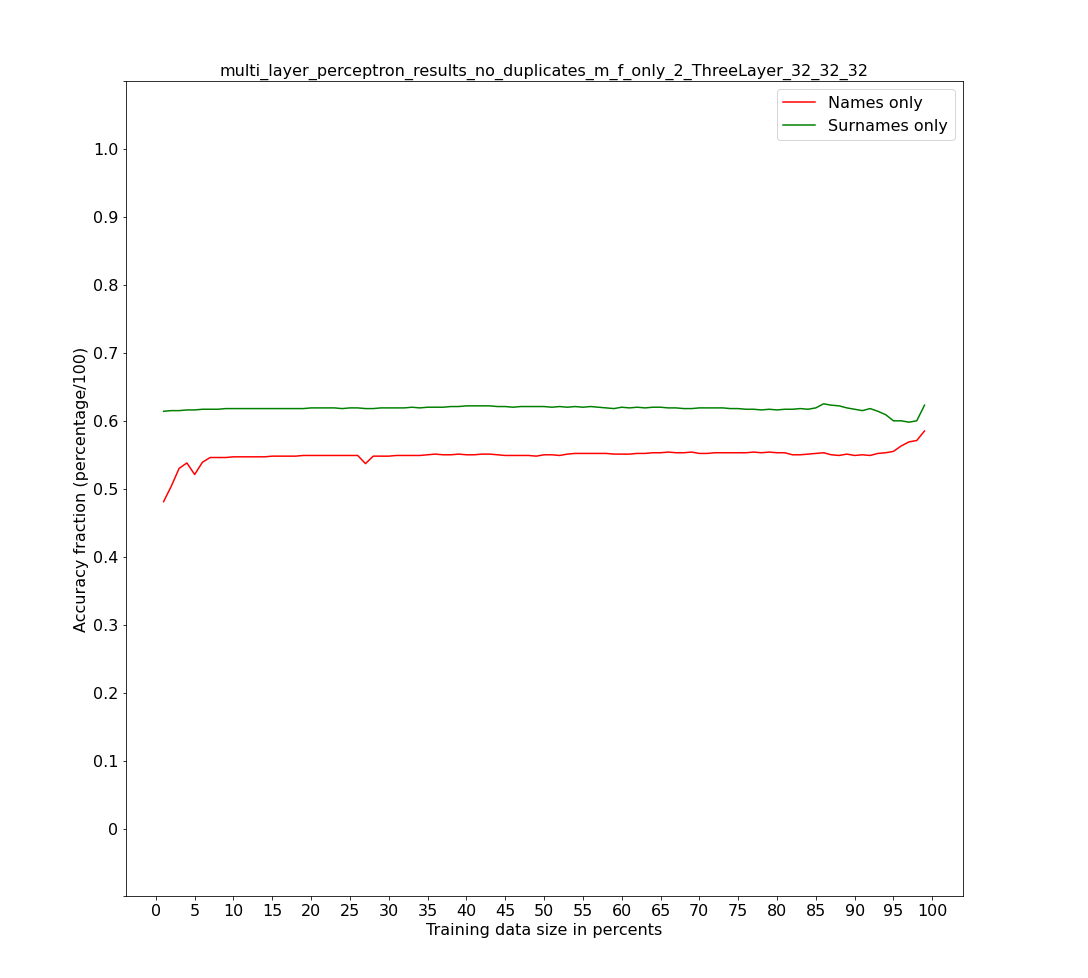 multi_layer_perceptron_results_no_duplicates_m_f_only_2_ThreeLayer_32_32_32
Names only
Surnames only
1.0
0.9
0.8
0.7
0.6
0.5
0.4
0.3
0.2
0.1
0
Accuracy fraction (percentage/100)
0 5 10 15 20 25 30 35 40 45 50 55 60 65 70 75 80 85 90 95 100
Training data size in percents